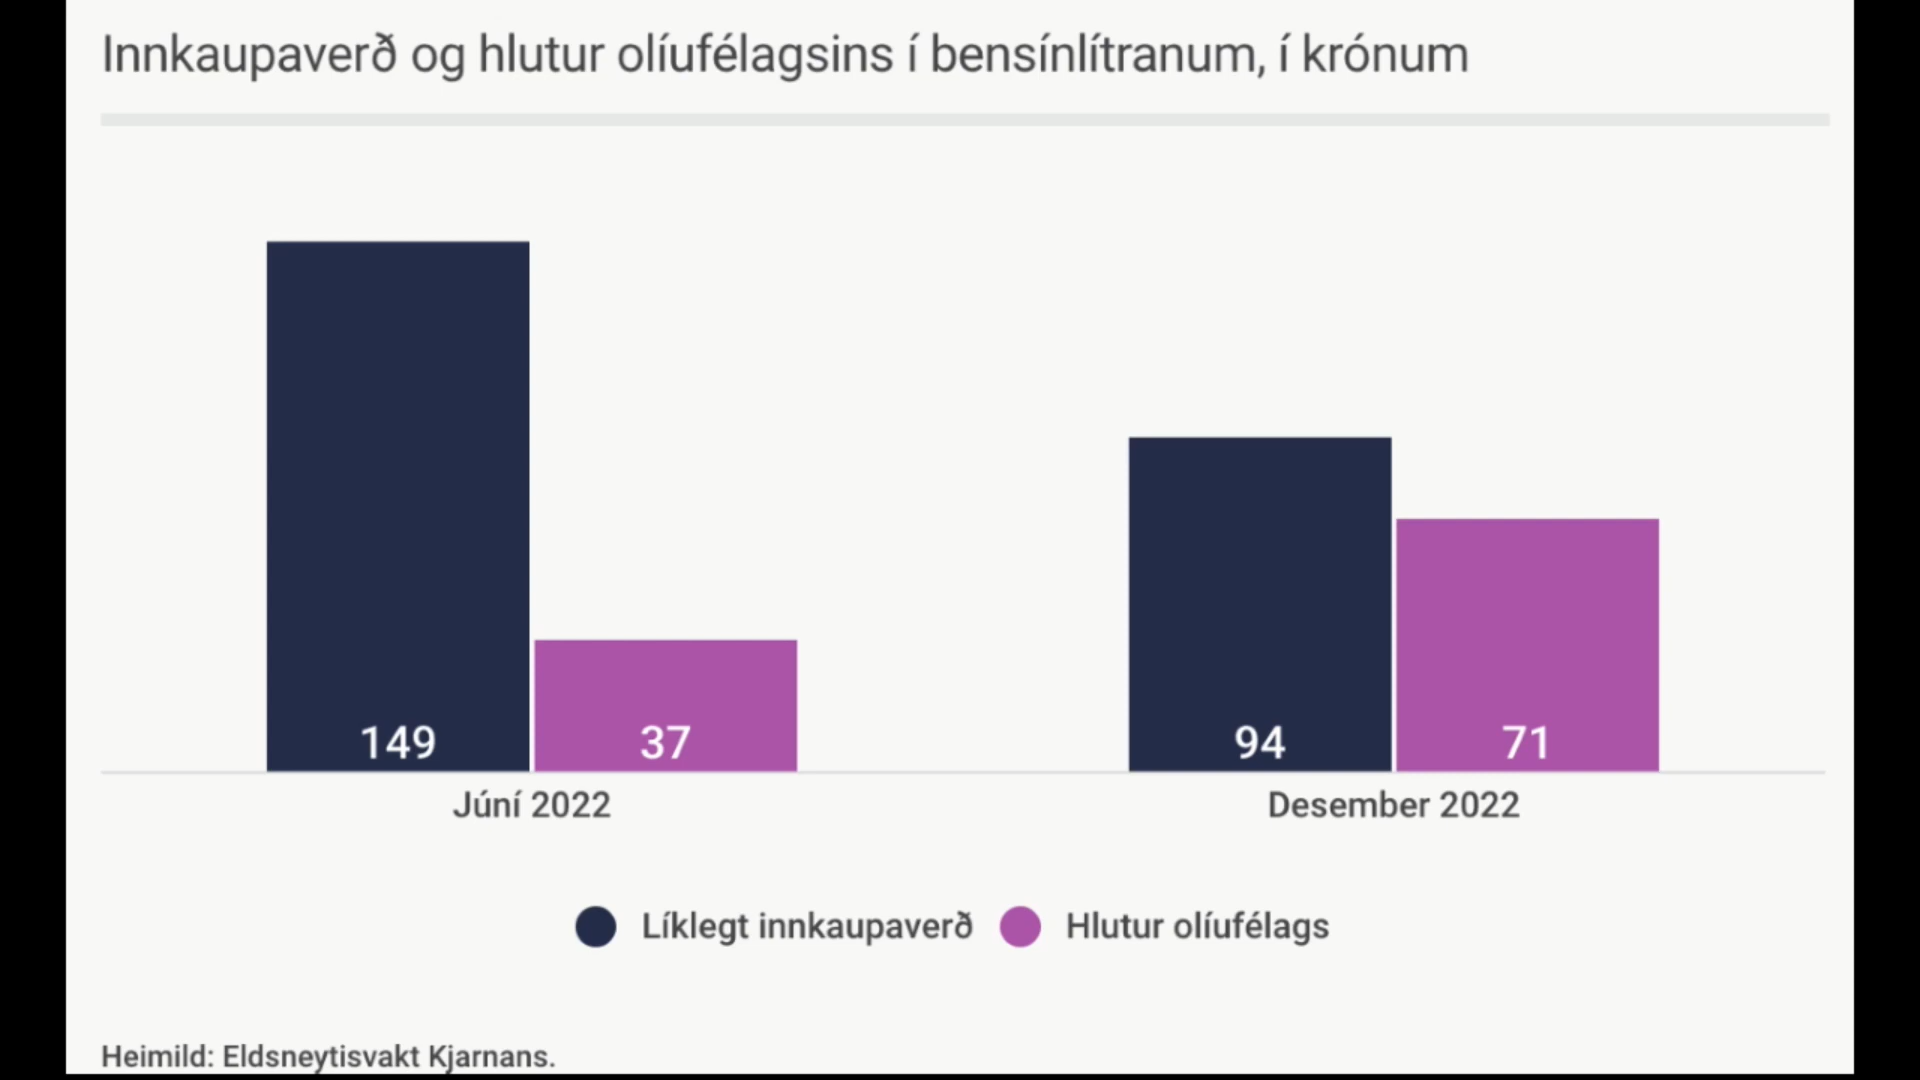 Innkaupaverð og hlutur olíufélagsins í bensínlítranum, í krónum
149 37 94 71
Júní 2022 Desember 2022
Líklegt innkaupaverð Hlutur olíufélags
Heimild: Eldsneytisvakt Kjarnans.